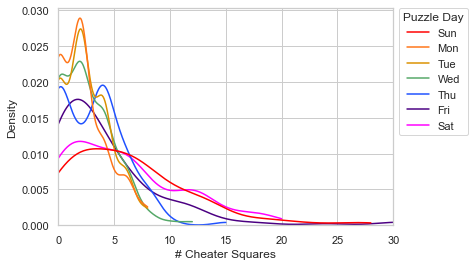 0.030
0.025
0.020
0.015
0.010
0.005
0.000
Density
0 5 10 15 20 25 30
# Cheater Squares
Puzzle Day
Sun
Mon
Tue
Wed
Thu
Fri
Sat